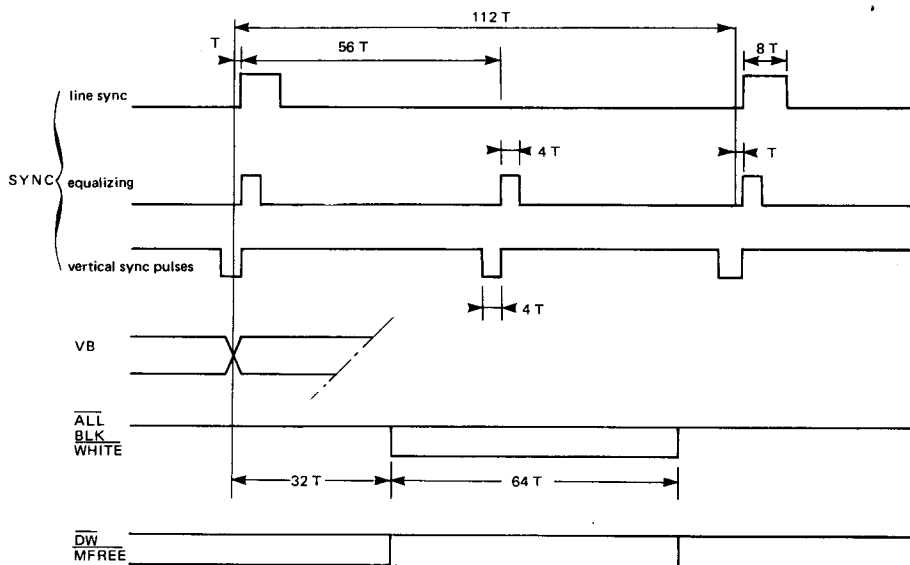 112 T
T
56 T
8 T
line sync
4 T
T
SYNC
equalizing
vertical sync pulses
4 T
VB
ALL
BLK
WHITE
32 T
64 T
DW
MFREE